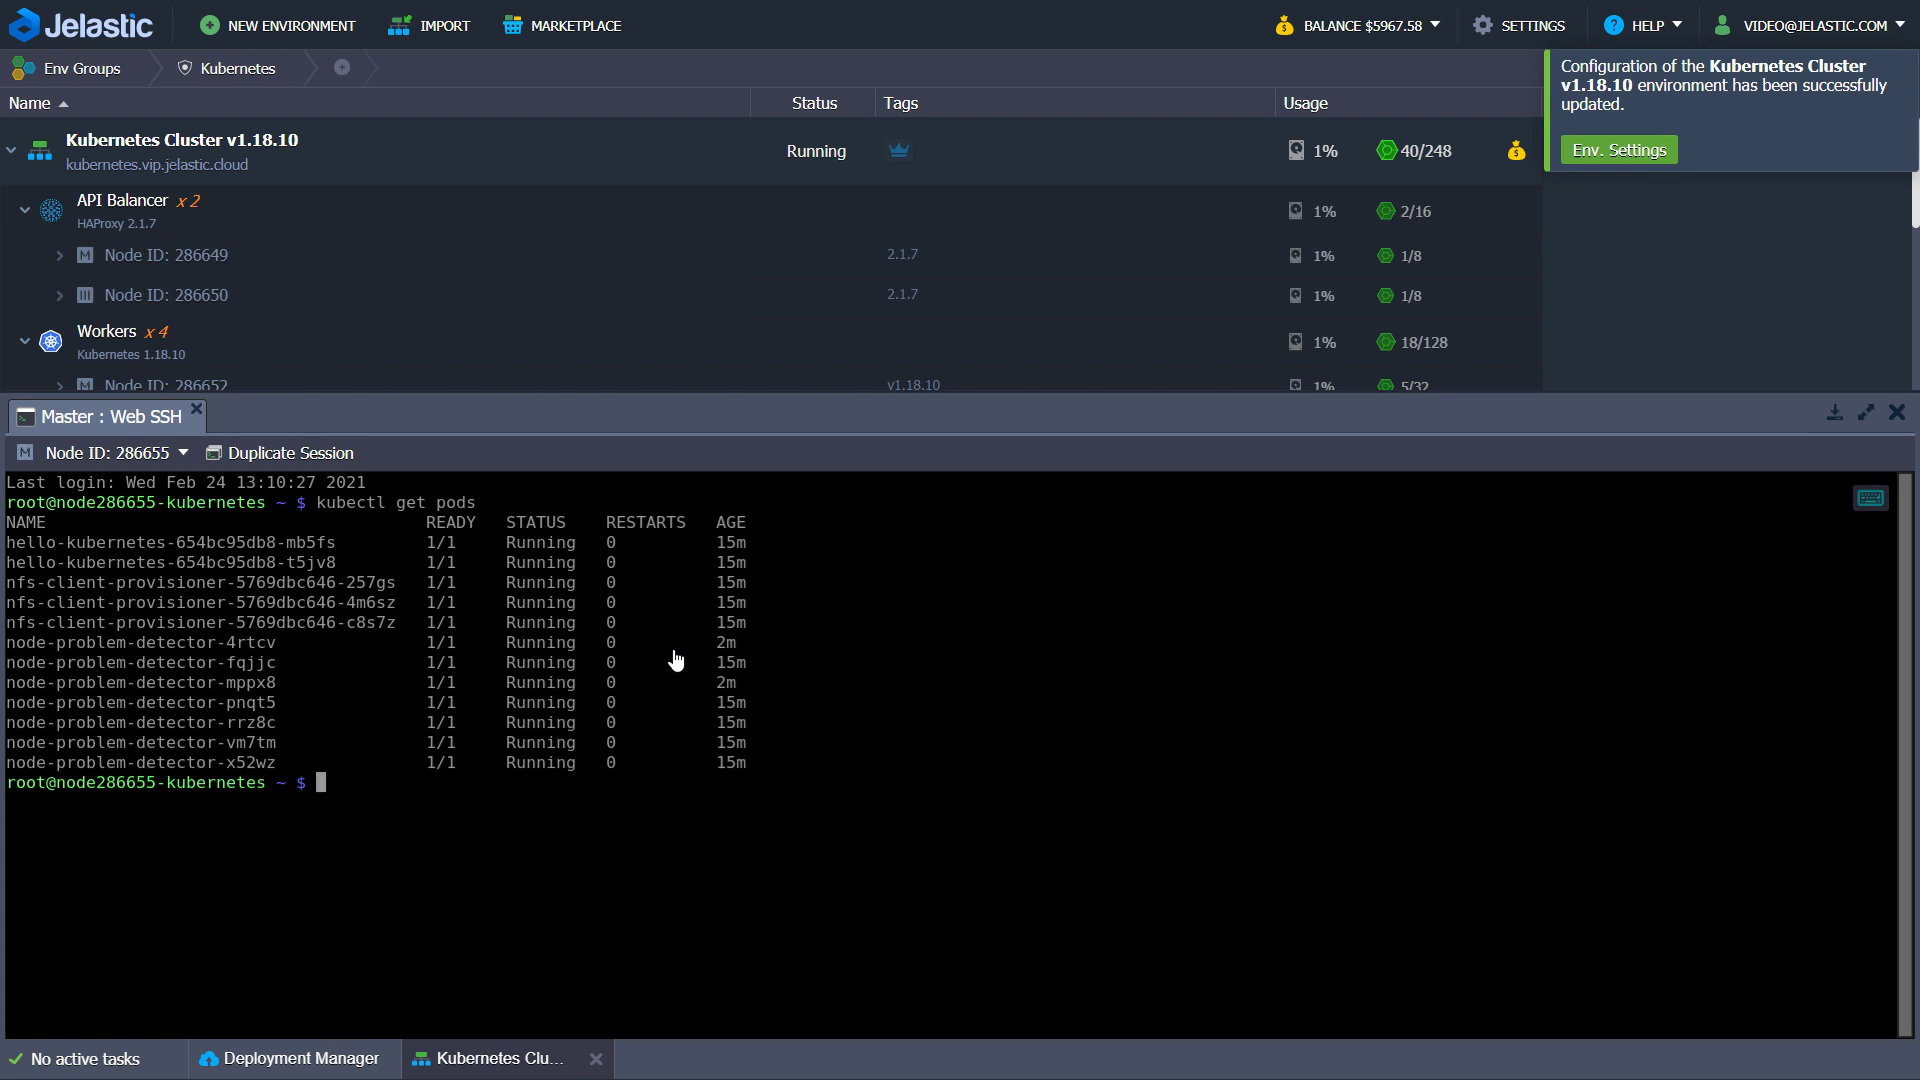 Jelastic NEW ENVIRONMENT IMPORT MARKETPLACE BALANCE $5967.58 SETTINGS HELP VIDEO@JELASTIC.COM
Env Groups Kubernetes
Configuration of the Kubernetes Cluster
v1.18.10 environment has been successfully
updated.
Env. Settings
Name Status Tags Usage
Kubernetes Cluster v1.18.10 Running 1% 40/248
kubernetes.vip.jelastic.cloud
API Balancer x 2 1% 2/16
HAProxy 2.1.7
M Node ID: 286649 2.1.7 1% 1/8
Node ID: 286650 2.1.7 1% 1/8
Workers x 4 1% 18/128
Kubernetes 1.18.10
M Node ID: 286652 v1.18.10 1% 5/32
Master : Web SSH
M Node ID: 286655 Duplicate Session
Last login: Wed Feb 24 13:10:27 2021
root@node286655-kubernetes ~ $ kubectl get pods
NAME READY STATUS RESTARTS AGE
hello-kubernetes-654bc95db8-mb5fs 1/1 Running 0 15m
hello-kubernetes-654bc95db8-t5jv8 1/1 Running 0 15m
nfs-client-provisioner-5769dbc646-257gs 1/1 Running 0 15m
nfs-client-provisioner-5769dbc646-4m6sz 1/1 Running 0 15m
nfs-client-provisioner-5769dbc646-c8s7z 1/1 Running 0 15m
node-problem-detector-4rtcv 1/1 Running 0 2m
node-problem-detector-fqjjc 1/1 Running 0 15m
node-problem-detector-mppx8 1/1 Running 0 2m
node-problem-detector-pnqt5 1/1 Running 0 15m
node-problem-detector-rrz8c 1/1 Running 0 15m
node-problem-detector-vm7tm 1/1 Running 0 15m
node-problem-detector-x52wz 1/1 Running 0 15m
root@node286655-kubernetes ~ $
No active tasks Deployment Manager Kubernetes Clu...